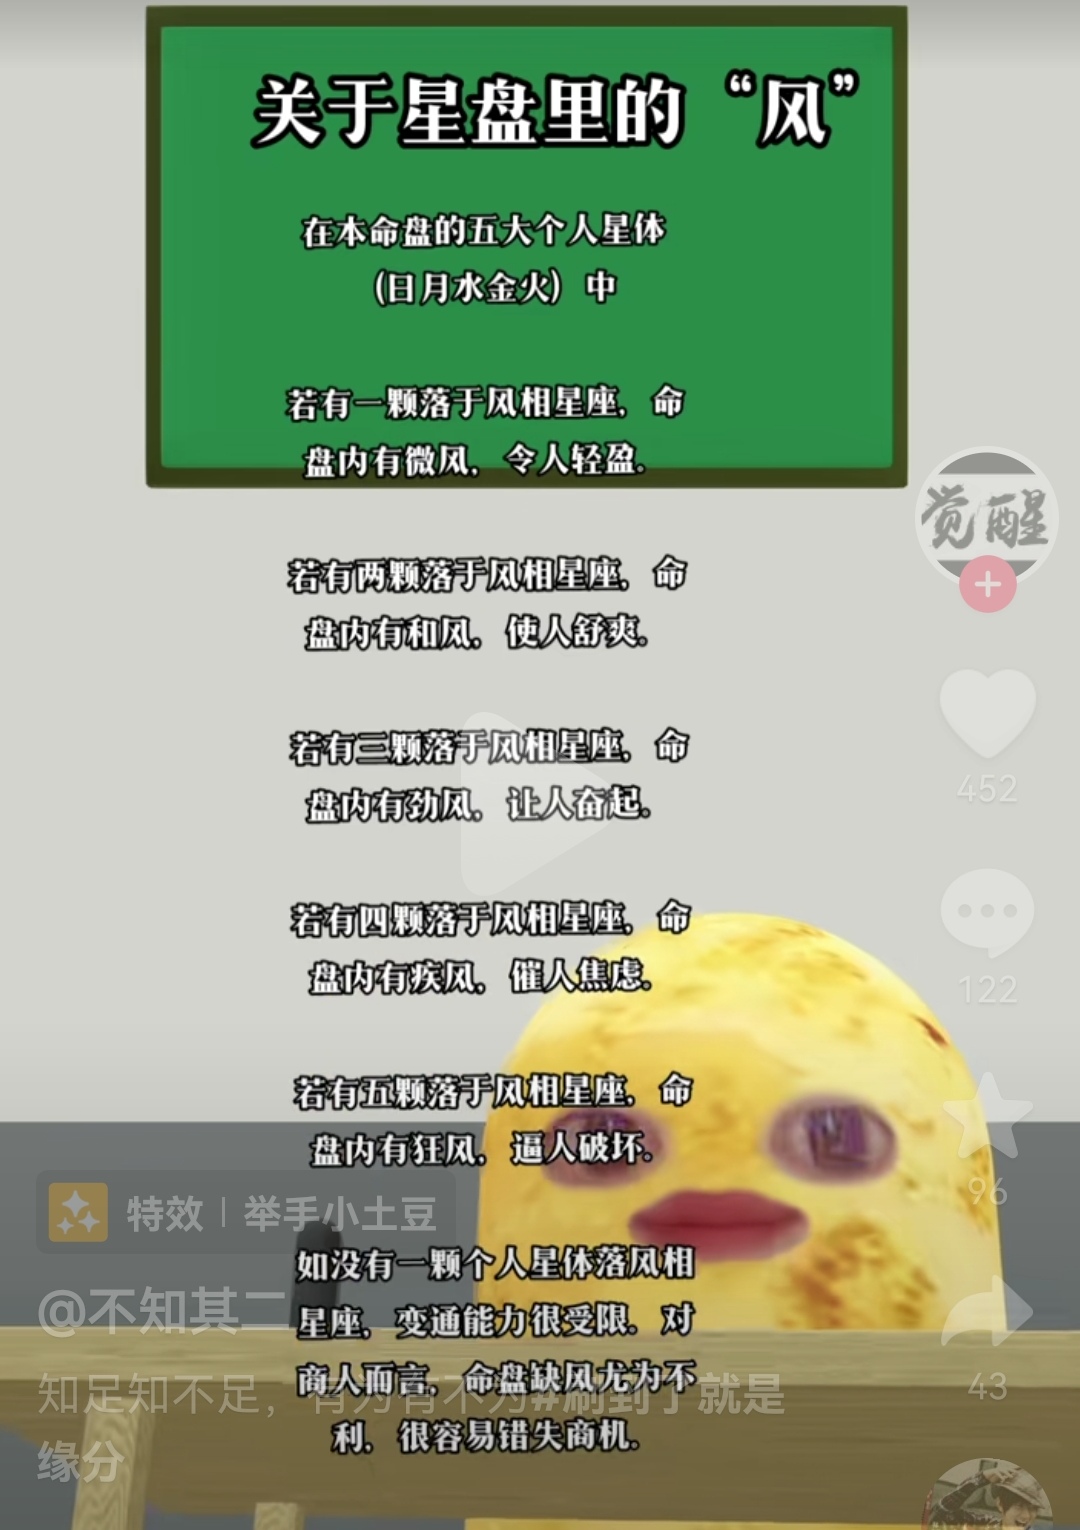 关于星盘里的“风”
在本命盘的五大个人星体
(日月水金火) 中
若有一颗落于风相星座，命
盘内有微风，令人轻盈.
若有两颗落于风相星座，命
盘内有和风，使人舒爽.
若有三颗落于风相星座，命
盘内有劲风，让人奋起.
若有四颗落于风相星座，命
盘内有疾风，催人焦虑.
若有五颗落于风相星座，命
盘内有狂风，逼人破坏.
如没有一颗个人星体落风相
星座，变通能力很受限. 对
商人而言，命盘缺风尤为不
利，很容易错失商机.
觉醒
452
122
96
43
特效 | 举手小土豆
@不知其二
知足知不足，有为有不为#刷到了就是
缘分